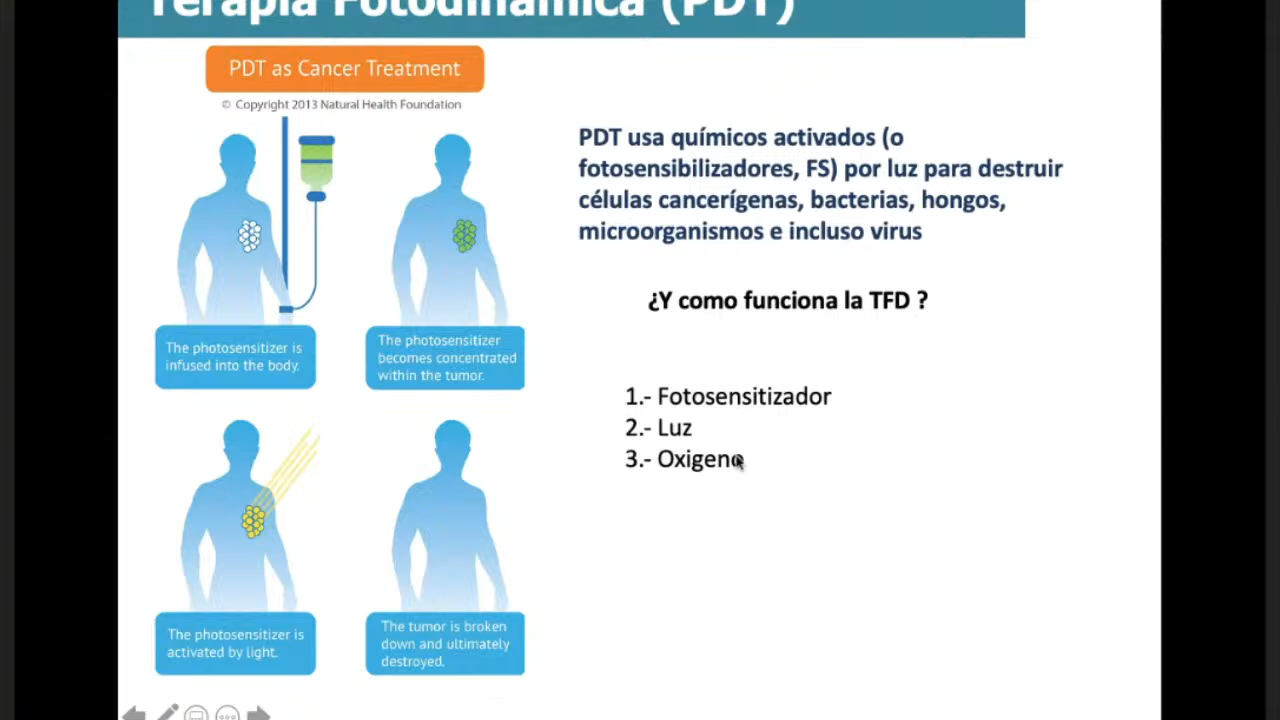 Terapia Fotodinámica (PDT)
PDT as Cancer Treatment
© Copyright 2013 Natural Health Foundation
The photosensitizer is
infused into the body.
The photosensitizer
becomes concentrated
within the tumor.
The photosensitizer is
activated by light.
The tumor is broken
down and ultimately
destroyed.
PDT usa químicos activados (o
fotosensibilizadores, FS) por luz para destruir
células cancerígenas, bacterias, hongos,
microorganismos e incluso virus
¿Y como funciona la TFD ?
1.- Fotosensitizador
2.- Luz
3.- Oxigeno